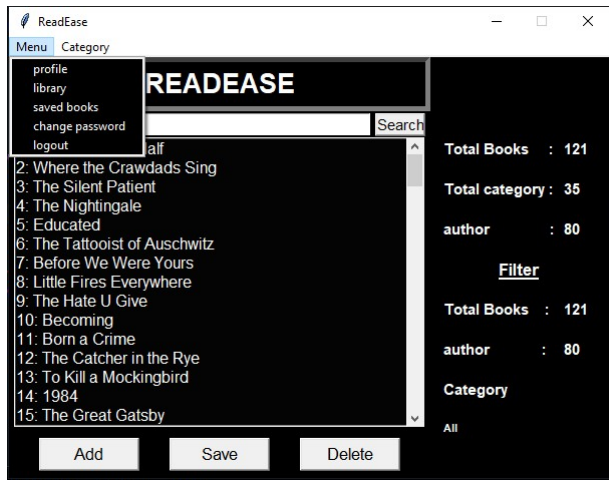 ReadEase
Menu Category
profile
library
saved books
change password
logout
READEASE
Search
alf
2: Where the Crawdads Sing
3: The Silent Patient
4: The Nightingale
5: Educated
6: The Tattooist of Auschwitz
7: Before We Were Yours
8: Little Fires Everywhere
9: The Hate U Give
10: Becoming
11: Born a Crime
12: The Catcher in the Rye
13: To Kill a Mockingbird
14: 1984
15: The Great Gatsby
Add Save Delete
Total Books : 121
Total category : 35
author : 80
Filter
Total Books : 121
author : 80
Category
All